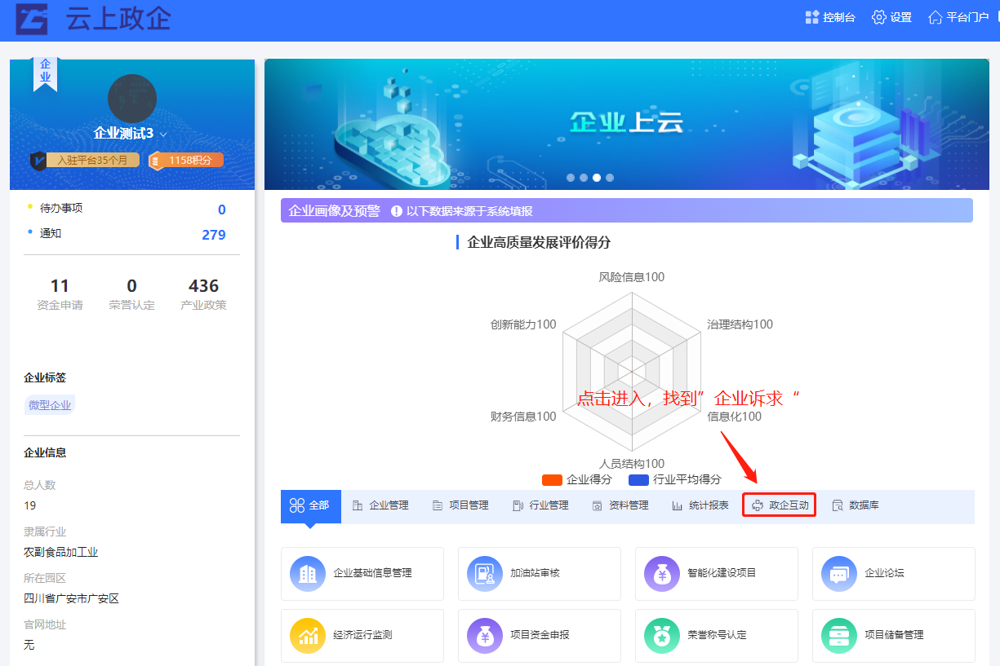 云上政企
控制台 设置 平台门户
企业
企业测试3
入驻平台35个月 1158积分
待办事项 0
通知 279
11 0 436
资金申请 荣誉认定 产业政策
企业标签
微型企业
企业信息
总人数
19
隶属行业
农副食品加工业
所在园区
四川省广安市广安区
官网地址
无
企业上云
企业画像及预警 以下数据来源于系统填报
企业高质量发展评价得分
风险信息100
创新能力100 治理结构100
点击进入，找到”企业诉求“
财务信息100 信息化100
人员结构100
企业得分 行业平均得分
全部 企业管理 项目管理 行业管理 资料管理 统计报表 政企互动 数据库
企业基础信息管理 加油站审核 智能化建设项目 企业论坛
经济运行监测 项目资金申报 荣誉称号认定 项目储备管理